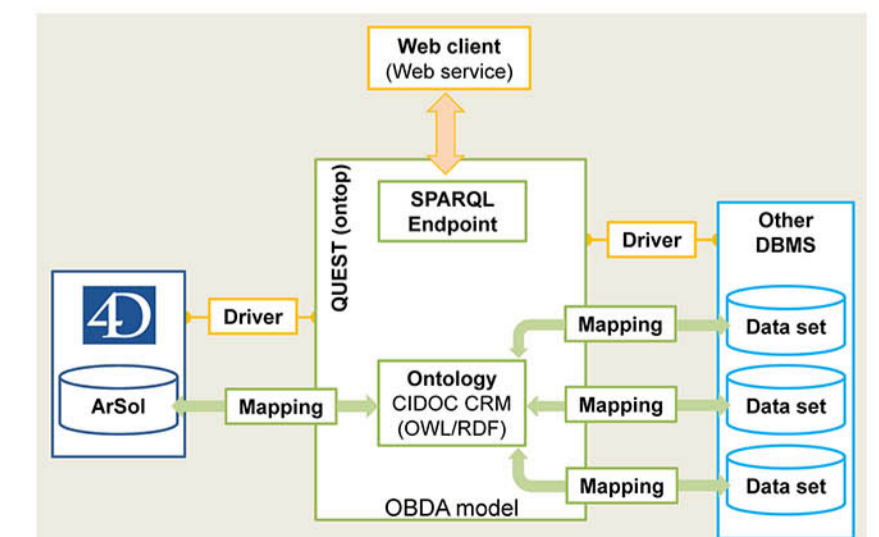 Web client
(Web service)
QUEST (ontop)
SPARQL
Endpoint
Other
DBMS
Driver
4D
Driver
Mapping
Data set
Ontology
CIDOC CRM
(OWL/RDF)
ArSol
Mapping
Mapping
Data set
Mapping
Data set
OBDA model